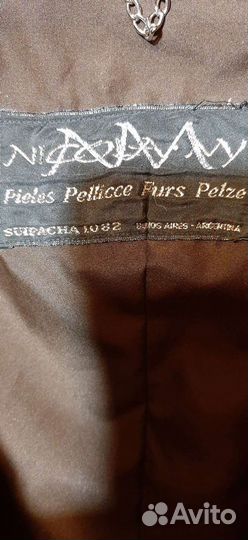 Pieles Pellicce Furs Pelze
SUIPACHA 1082 BUENOS AIRES - ARGENTINA
Avito